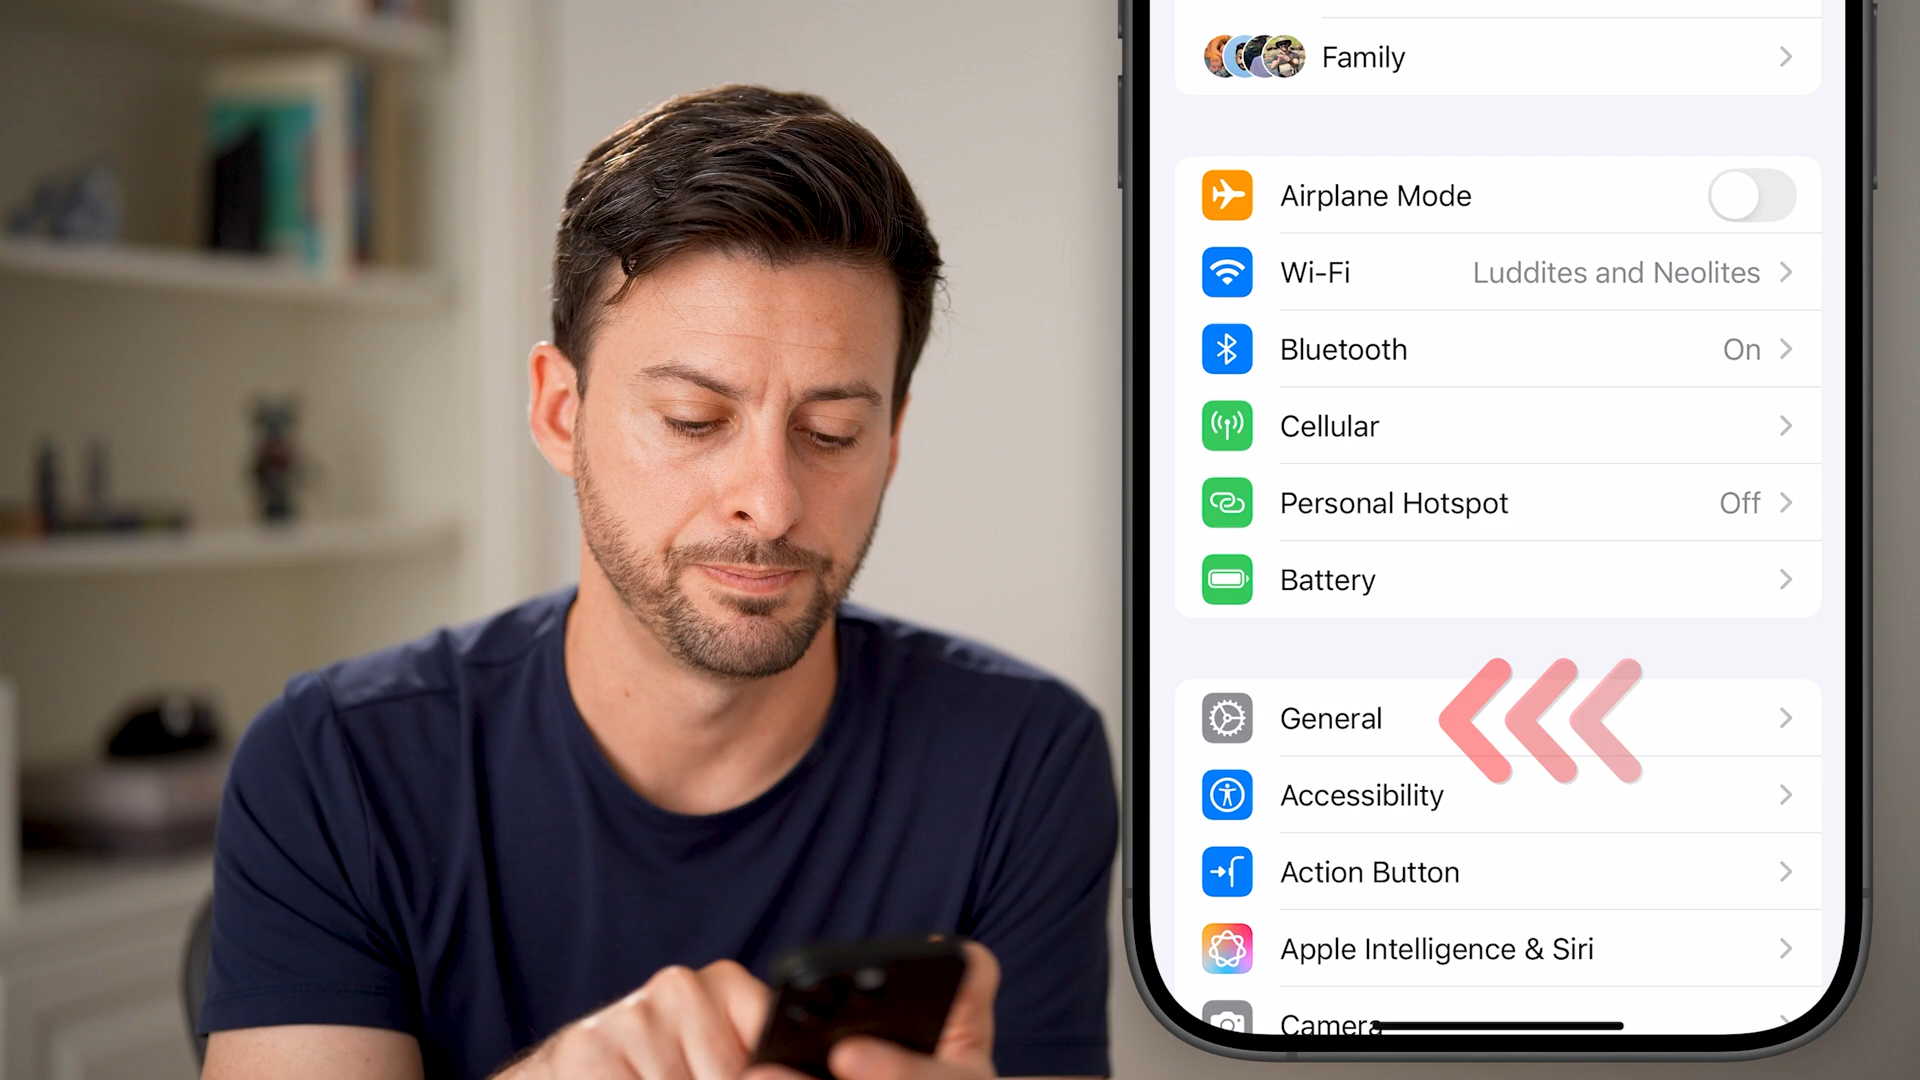 Family
Airplane Mode
Wi-Fi Luddites and Neolites
Bluetooth On
Cellular
Personal Hotspot Off
Battery
General
Accessibility
Action Button
Apple Intelligence & Siri
Camera